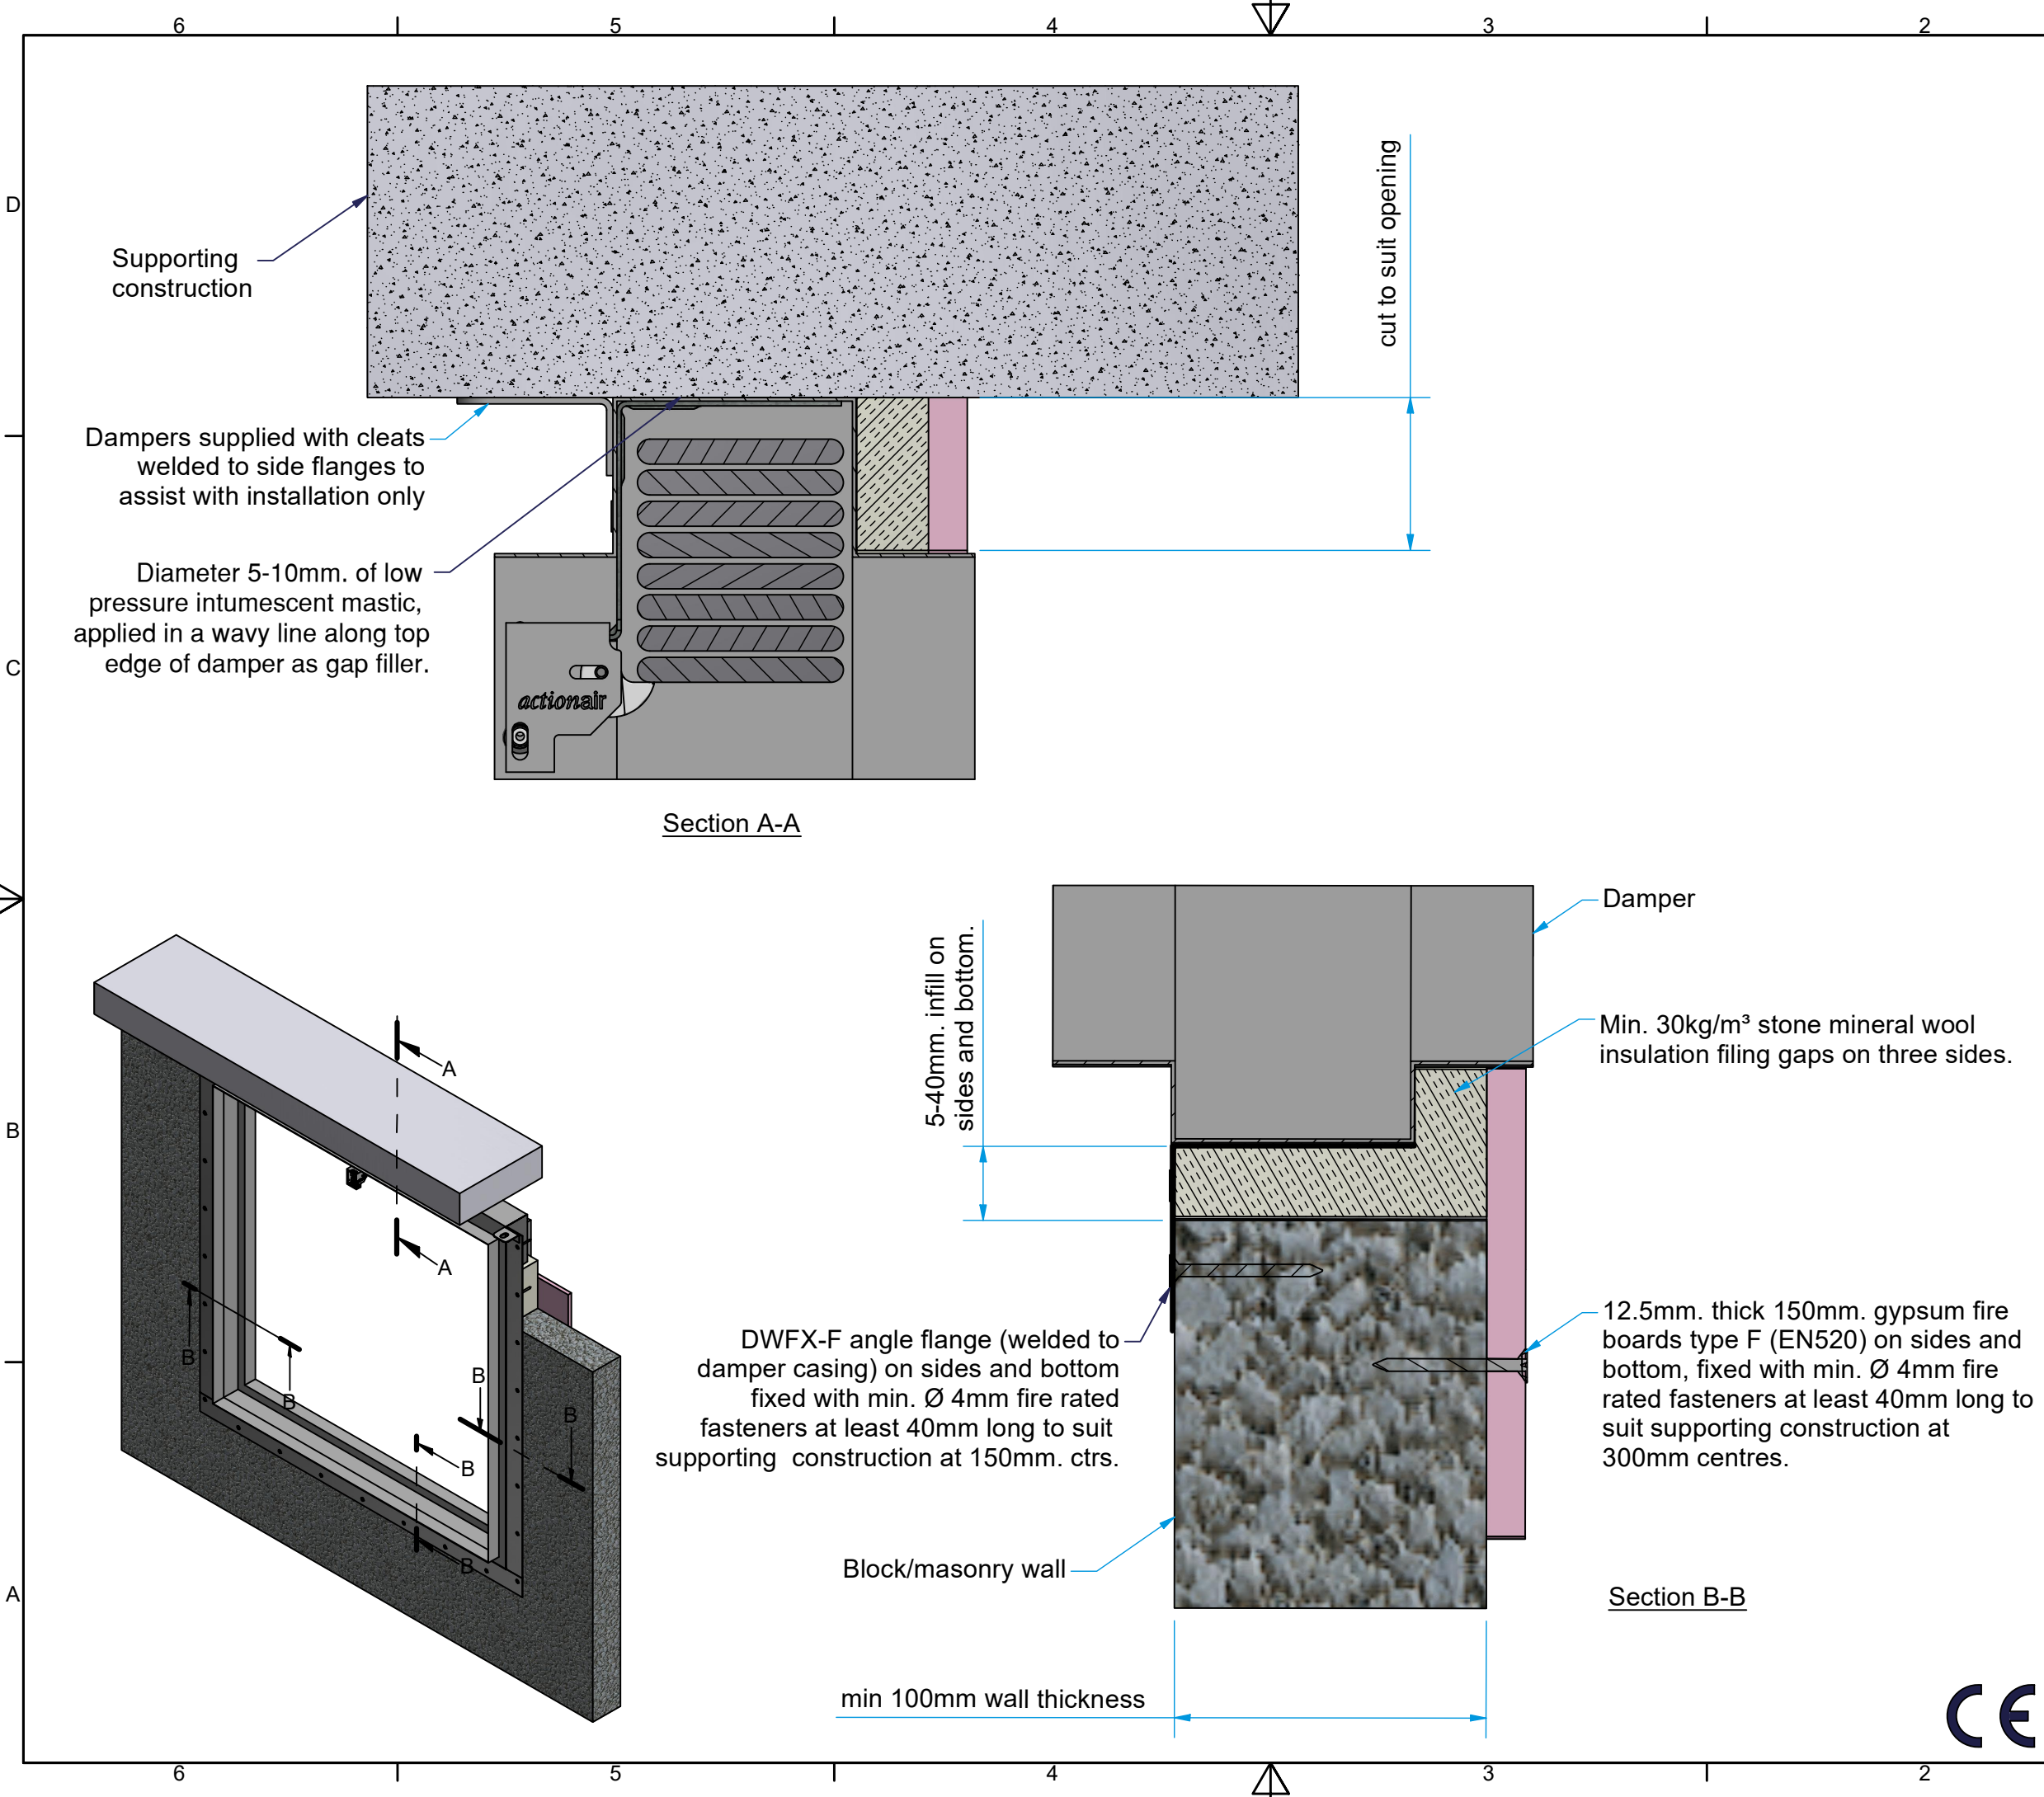 6 5 4 3 2
D
C
B
A
Supporting
construction
cut to suit opening
Dampers supplied with cleats
welded to side flanges to
assist with installation only
Diameter 5-10mm. of low
pressure intumescent mastic,
applied in a wavy line along top
edge of damper as gap filler.
actionair
Section A-A
A
A
B
B
B
B
B
B
Damper
5-40mm. infill on
sides and bottom.
Min. 30kg/m³ stone mineral wool
insulation filing gaps on three sides.
DWFX-F angle flange (welded to
damper casing) on sides and bottom
fixed with min. Ø 4mm fire rated
fasteners at least 40mm long to suit
supporting  construction at 150mm. ctrs.
12.5mm. thick 150mm. gypsum fire
boards type F (EN520) on sides and
bottom, fixed with min. Ø 4mm fire
rated fasteners at least 40mm long to
suit supporting construction at
300mm centres.
Block/masonry wall
Section B-B
min 100mm wall thickness
CE
6 5 4 3 2